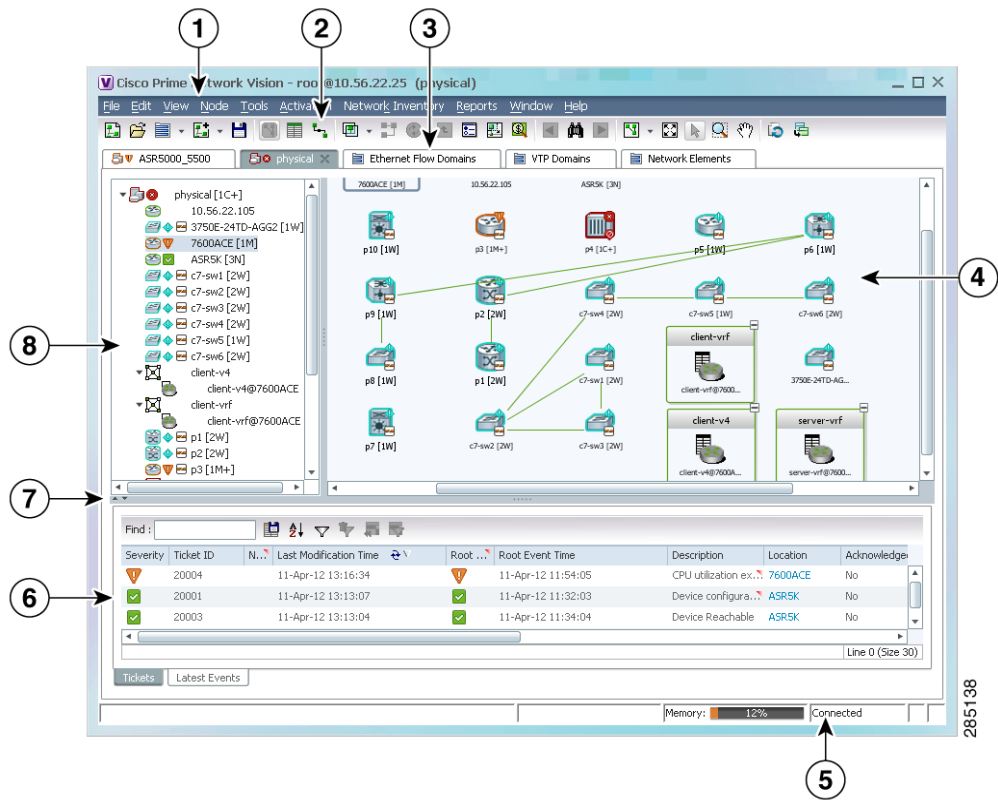 1
2
3
Cisco Prime Network Vision - root@10.56.22.25 (physical)
File Edit View Node Tools Activation Network Inventory Reports Window Help
ASR5000_5500
physical
Ethernet Flow Domains
VTP Domains
Network Elements
physical [1C+]
10.56.22.105
3750E-24TD-AGG2 [1W]
7600ACE [1M]
ASR5K [3N]
c7-sw1 [2W]
c7-sw2 [2W]
c7-sw3 [2W]
c7-sw4 [2W]
c7-sw5 [1W]
c7-sw6 [2W]
client-v4
client-v4@7600ACE
client-vrf
client-vrf@7600ACE
p1 [2W]
p2 [2W]
p3 [1M+]
7600ACE [1M]
10.56.22.105
ASR5K [3N]
p10 [1W]
p3 [1M+]
p4 [1C+]
p5 [1W]
p6 [1W]
p9 [1W]
p2 [2W]
c7-sw4 [2W]
c7-sw5 [1W]
c7-sw6 [2W]
client-vrf
client-vrf@7600...
p8 [1W]
p1 [2W]
c7-sw1 [2W]
3750E-24TD-AG...
p7 [1W]
c7-sw2 [2W]
c7-sw3 [2W]
client-v4
client-v4@7600A...
server-vrf
server-vrf@7600...
4
8
7
6
Find :
Severity Ticket ID N... Last Modification Time Root ... Root Event Time Description Location Acknowledged
20004 11-Apr-12 13:16:34 11-Apr-12 11:54:05 CPU utilization ex... 7600ACE No
20001 11-Apr-12 13:13:07 11-Apr-12 11:32:03 Device configura... ASR5K No
20003 11-Apr-12 13:13:04 11-Apr-12 11:34:04 Device Reachable ASR5K No
Line 0 (Size 30)
Tickets
Latest Events
Memory: 12%
Connected
5
285138